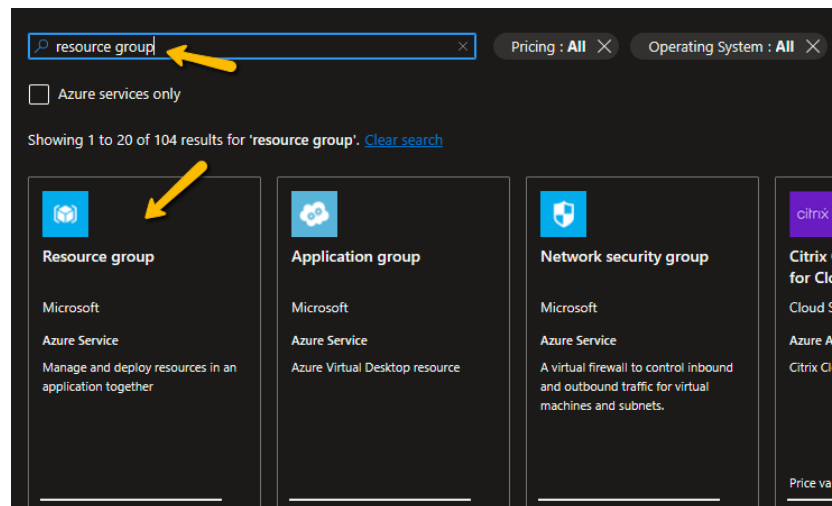 resource group
Pricing : All
Operating System : All
Azure services only
Showing 1 to 20 of 104 results for 'resource group'. Clear search
Resource group
Microsoft
Azure Service
Manage and deploy resources in an
application together
Application group
Microsoft
Azure Service
Azure Virtual Desktop resource
Network security group
Microsoft
Azure Service
A virtual firewall to control inbound
and outbound traffic for virtual
machines and subnets.
citrix
Citrix
for
Cloud
Azure
Citrix
Price